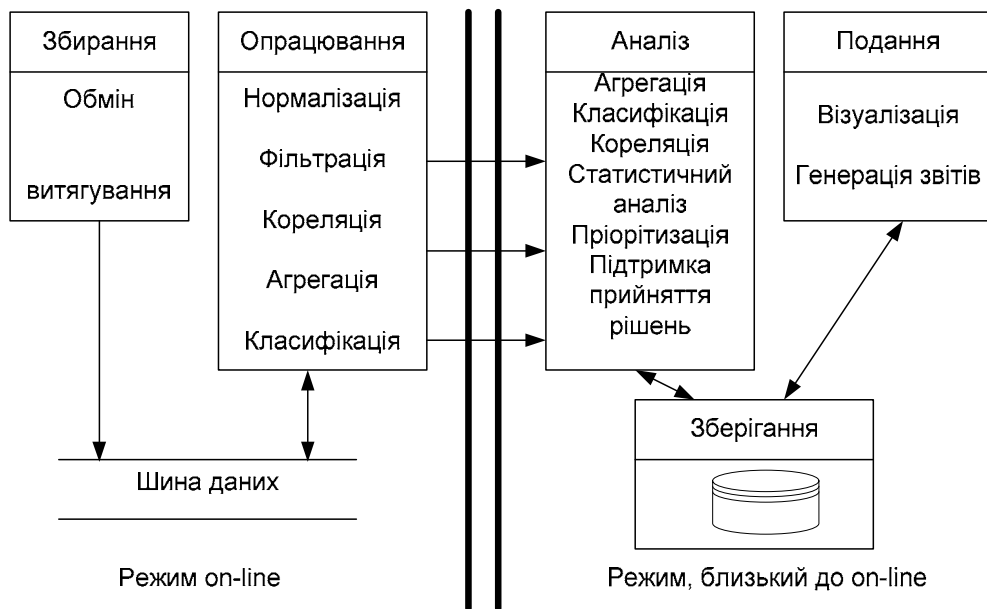 Збирання
Обмін
витягування
Опрацювання
Нормалізація
Фільтрація
Кореляція
Агрегація
Класифікація
Шина даних
Режим on-line
Аналіз
Агрегація
Класифікація
Кореляція
Статистичний
аналіз
Пріорітизація
Підтримка
прийняття
рішень
Подання
Візуалізація
Генерація звітів
Зберігання
Режим, близький до on-line